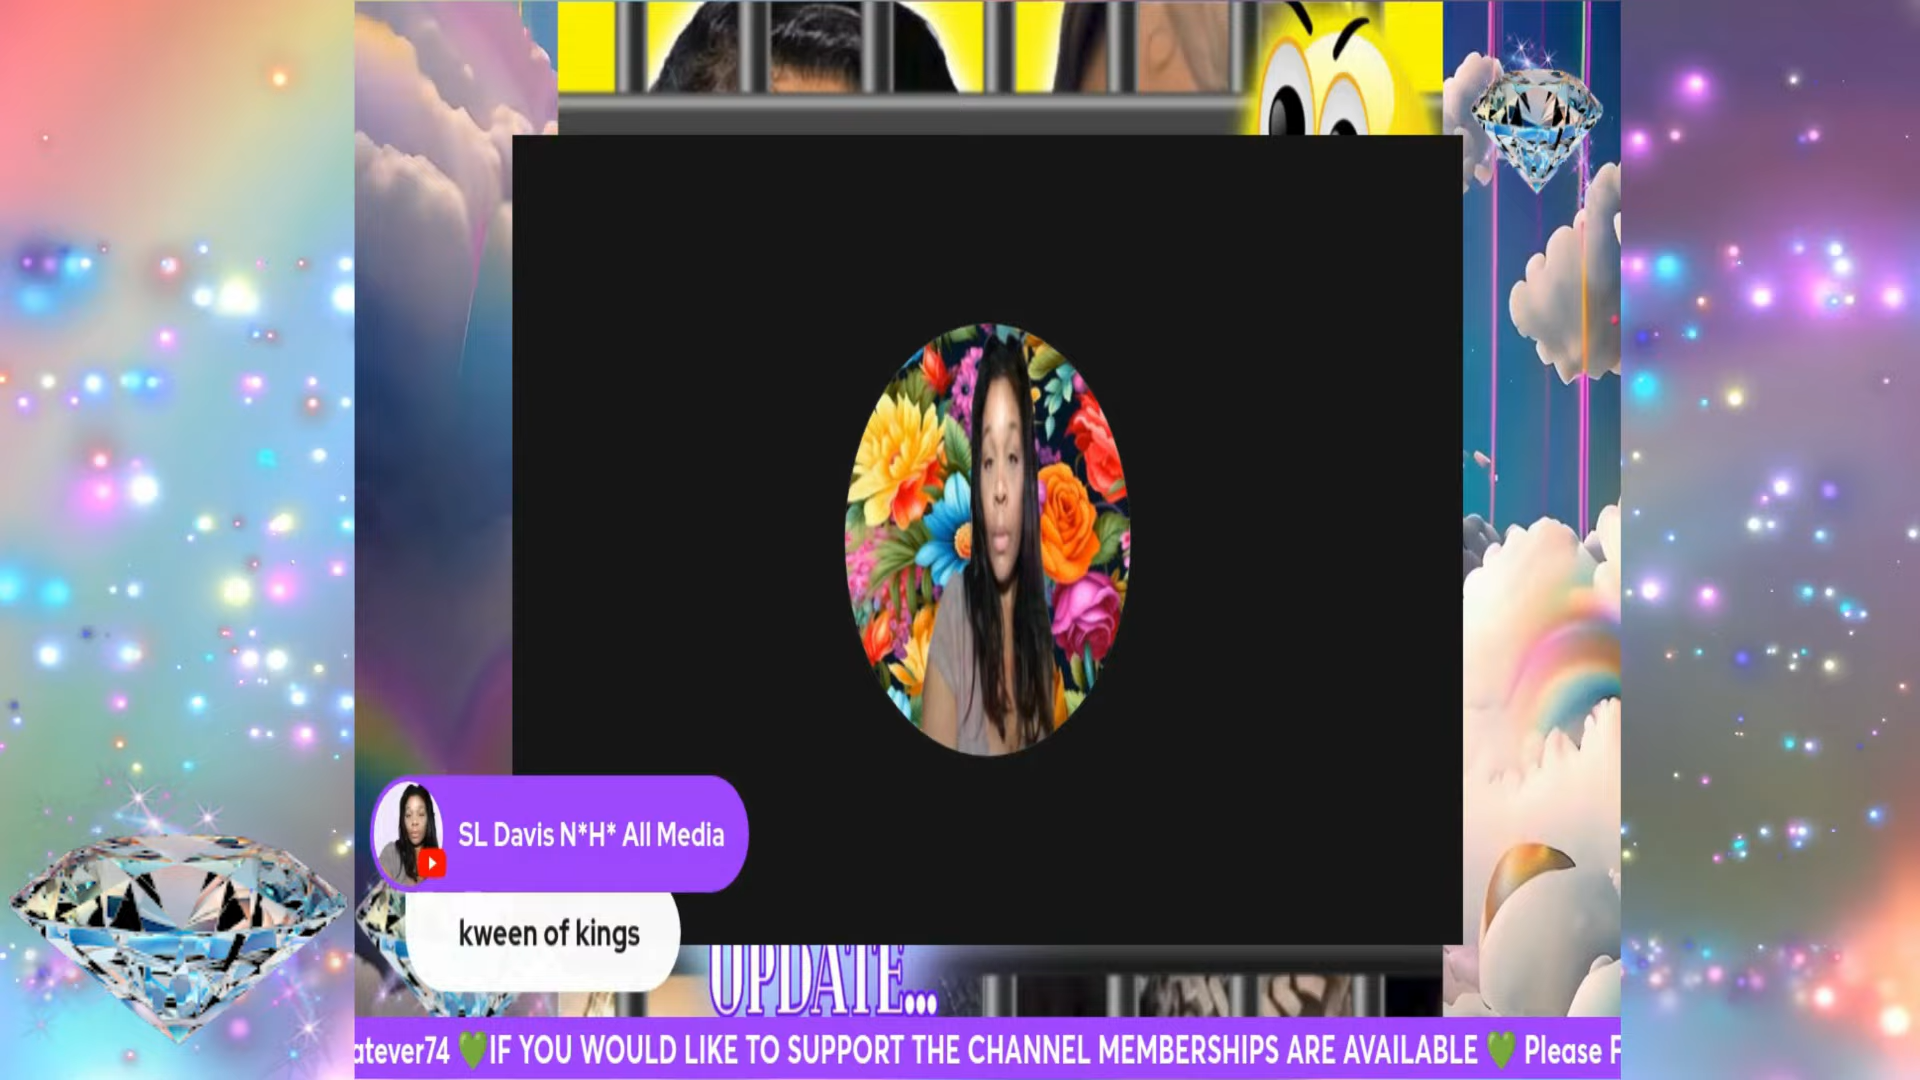 SL Davis N*H* All Media
kween of kings
UPDATE...
atever74 💚IF YOU WOULD LIKE TO SUPPORT THE CHANNEL MEMBERSHIPS ARE AVAILABLE 💚 Please F